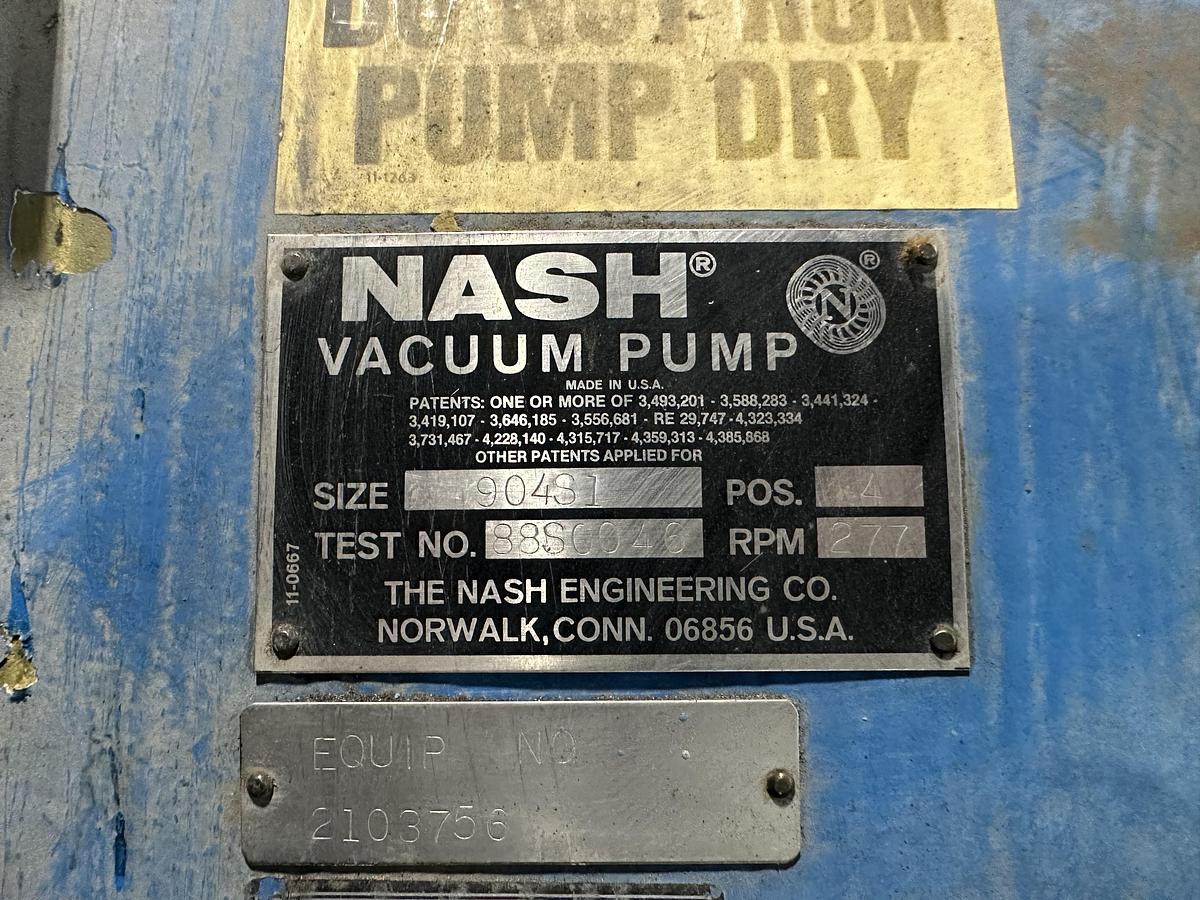 DO NOT RUN
PUMP DRY
11-1263
NASH®
N ®
VACUUM PUMP
MADE IN U.S.A.
PATENTS: ONE OR MORE OF 3,493,201 - 3,588,283 - 3,441,324 -
3,419,107 - 3,646,185 - 3,556,681 - RE 29,747 - 4,323,334
3,731,467 - 4,228,140 - 4,315,717 - 4,359,313 - 4,385,868
OTHER PATENTS APPLIED FOR
SIZE 904S1 POS. 4
TEST NO. RPM 277
11-0667
THE NASH ENGINEERING CO.
NORWALK, CONN. 06856 U.S.A.
EQUIP NO
2103756